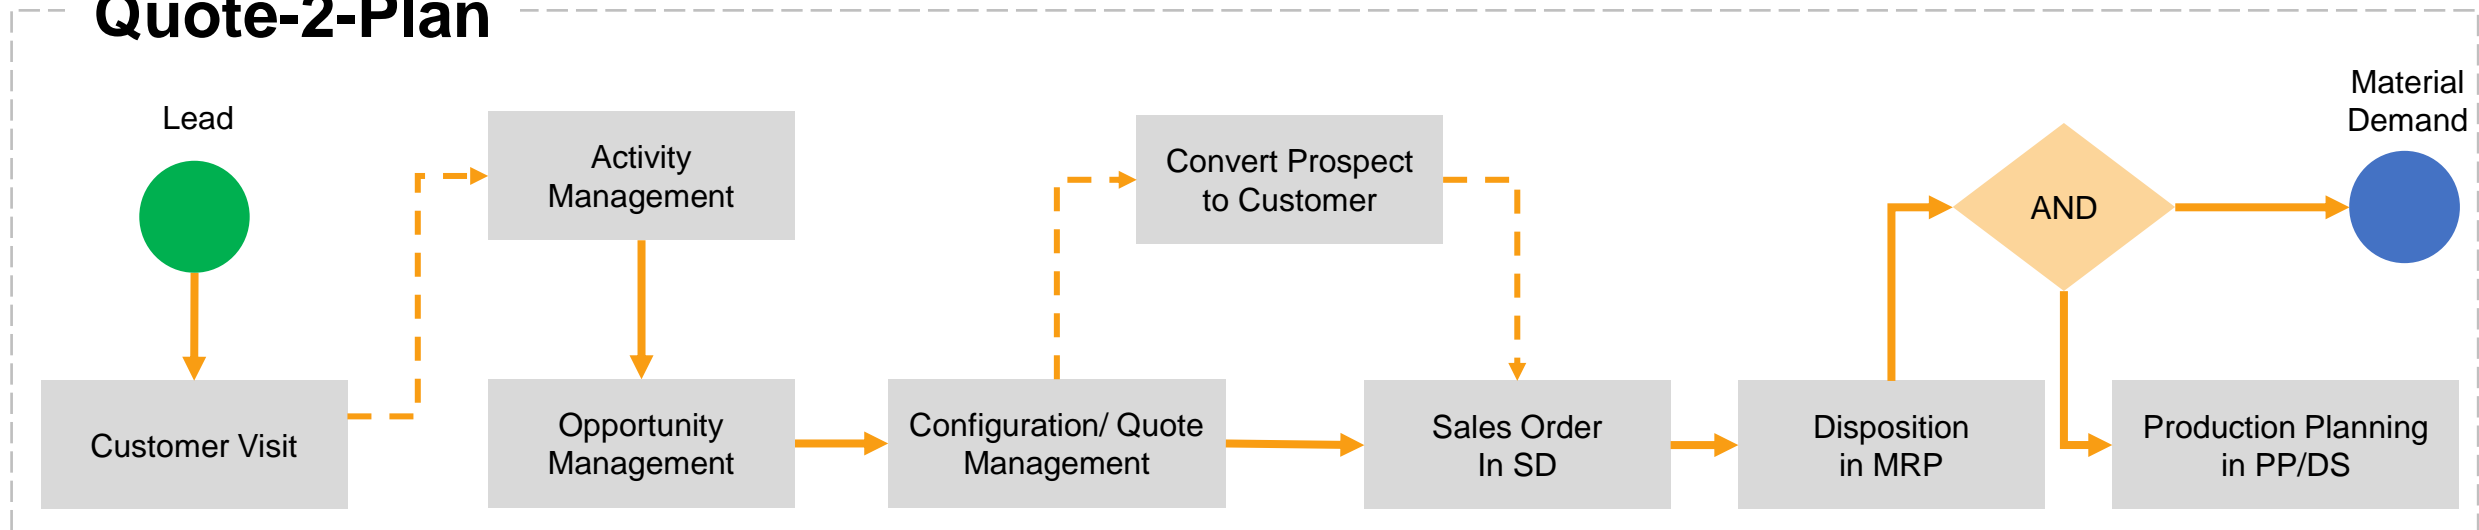 Quote-2-Plan
Lead
Customer Visit
Activity
Management
Opportunity
Management
Configuration/ Quote
Management
Convert Prospect
to Customer
Sales Order
In SD
Disposition
in MRP
AND
Material
Demand
Production Planning
in PP/DS